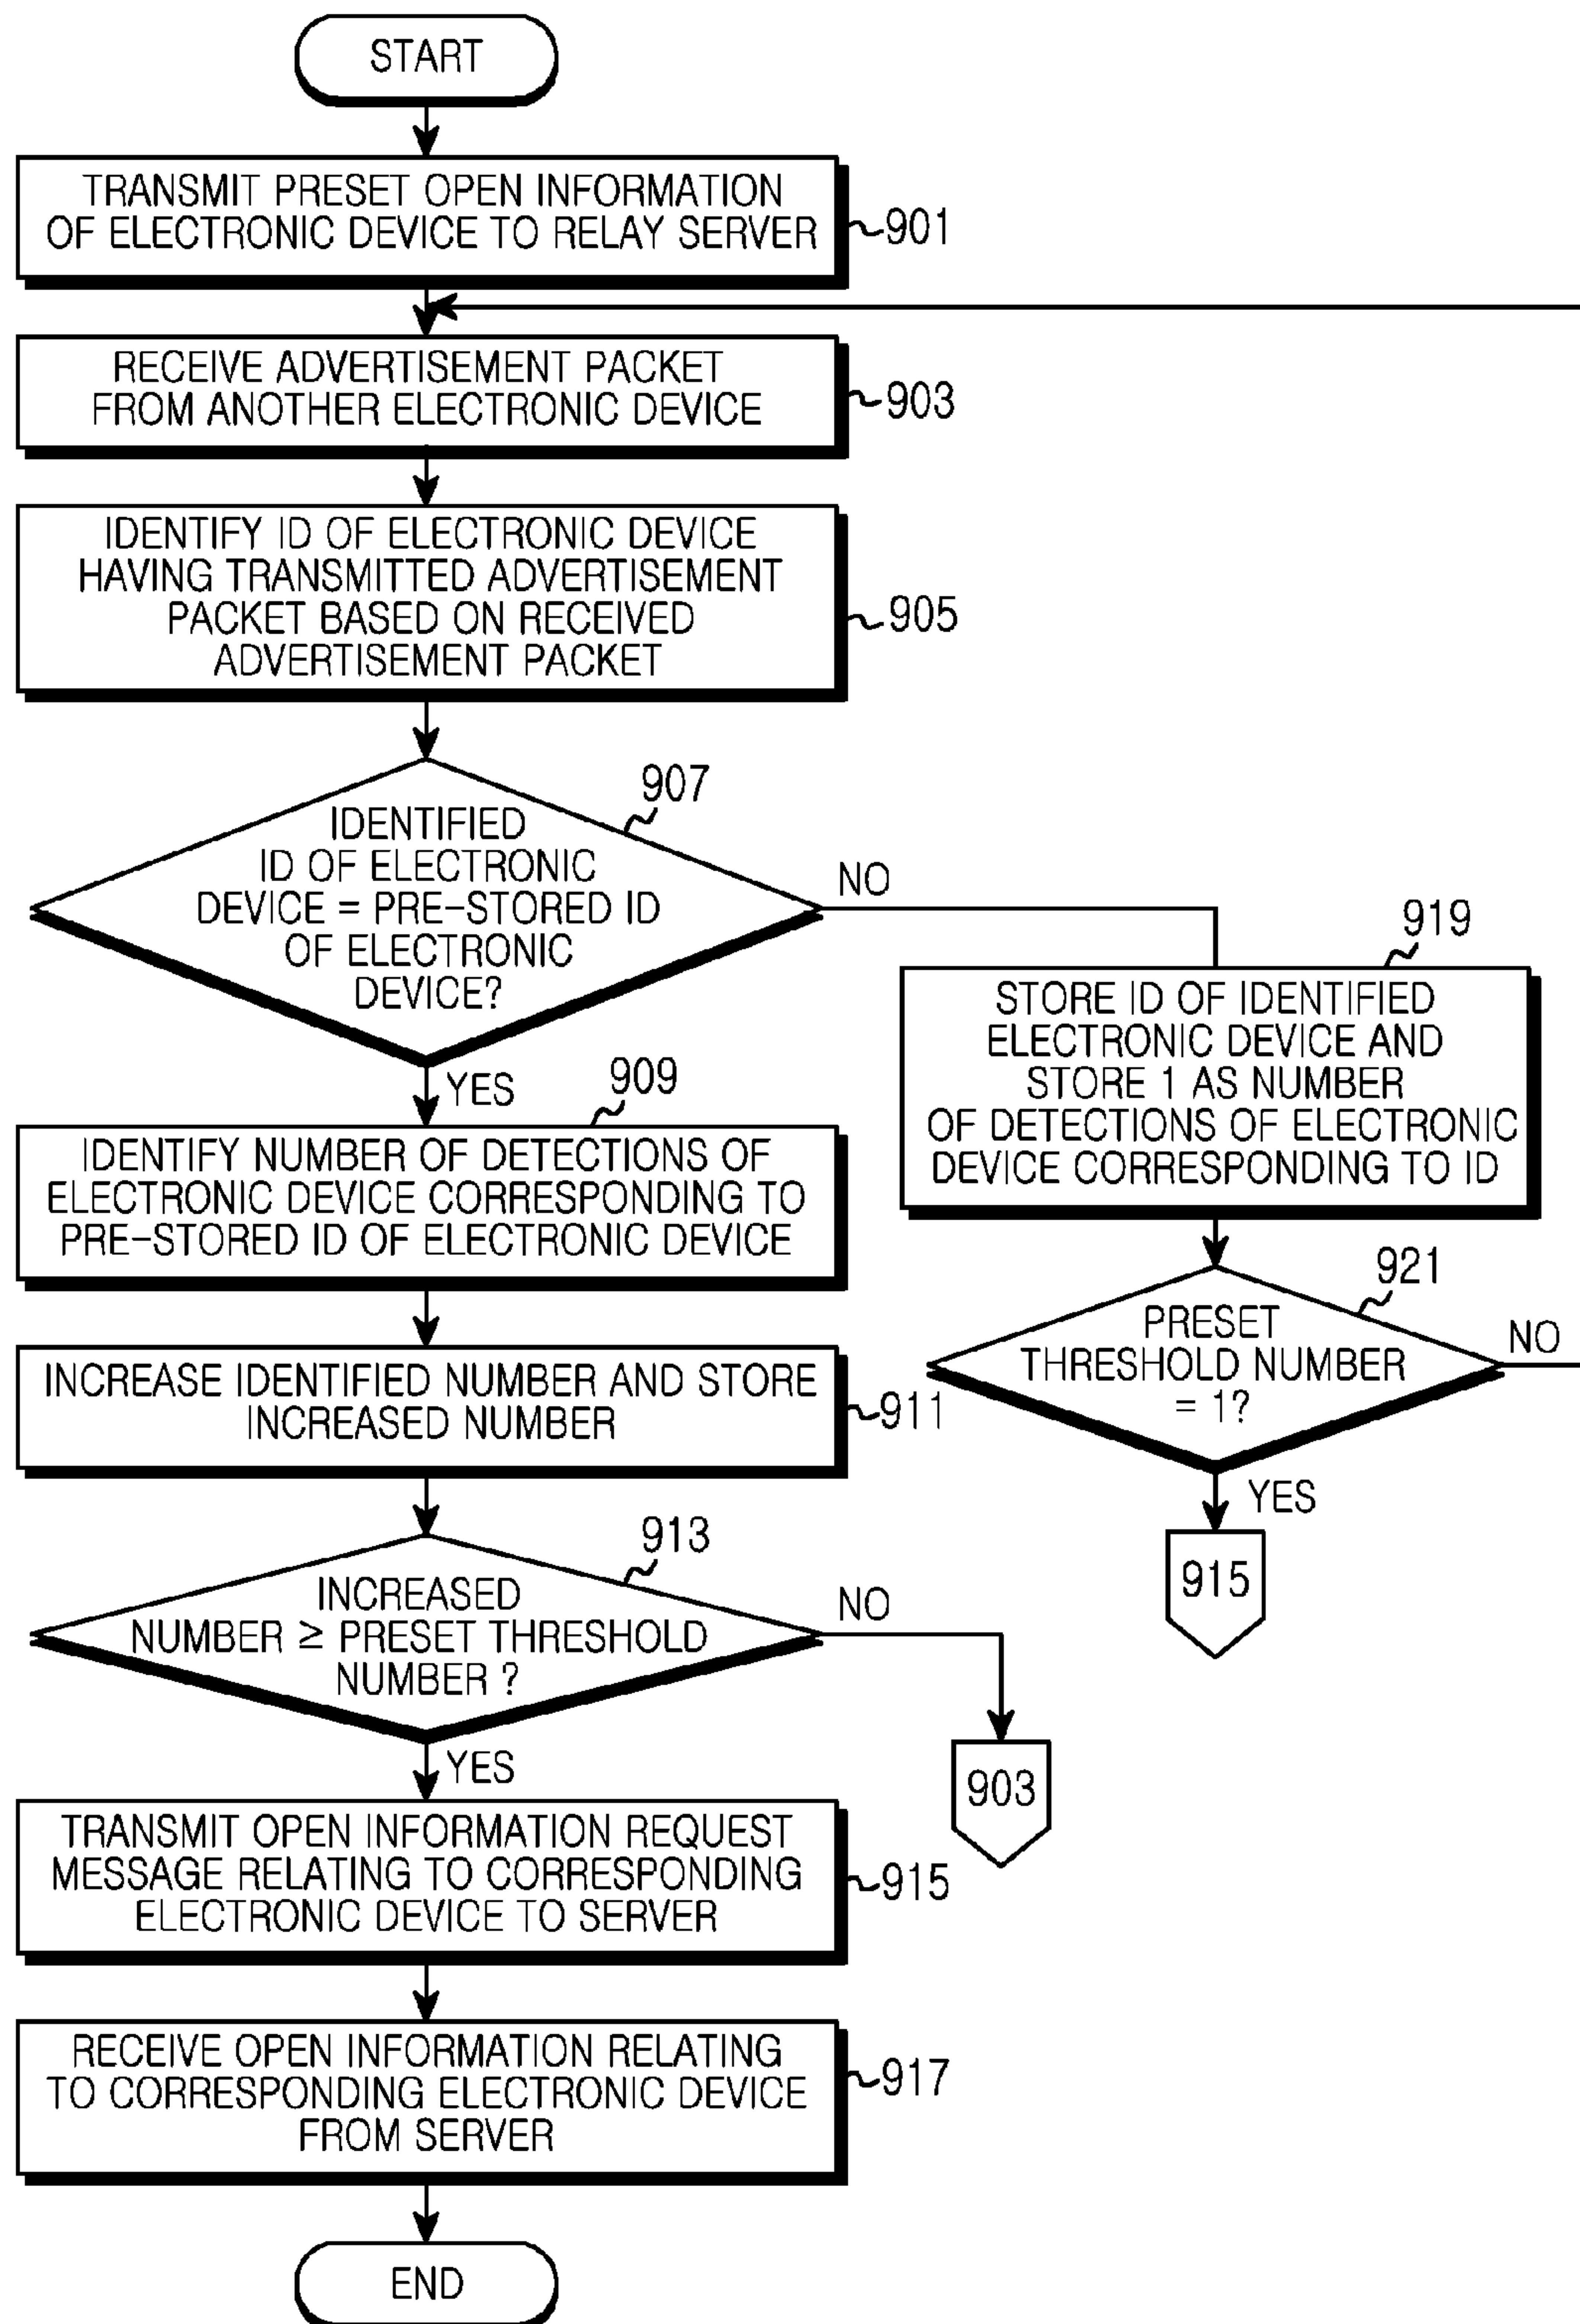 START
TRANSMIT PRESET OPEN INFORMATION
OF ELECTRONIC DEVICE TO RELAY SERVER
901
RECEIVE ADVERTISEMENT PACKET
FROM ANOTHER ELECTRONIC DEVICE
903
IDENTIFY ID OF ELECTRONIC DEVICE
HAVING TRANSMITTED ADVERTISEMENT
PACKET BASED ON RECEIVED
ADVERTISEMENT PACKET
905
907
IDENTIFIED
ID OF ELECTRONIC
DEVICE = PRE-STORED ID
OF ELECTRONIC
DEVICE?
NO
YES
919
STORE ID OF IDENTIFIED
ELECTRONIC DEVICE AND
STORE 1 AS NUMBER
OF DETECTIONS OF ELECTRONIC
DEVICE CORRESPONDING TO ID
909
IDENTIFY NUMBER OF DETECTIONS OF
ELECTRONIC DEVICE CORRESPONDING TO
PRE-STORED ID OF ELECTRONIC DEVICE
921
PRESET
THRESHOLD NUMBER
= 1?
NO
YES
915
INCREASE IDENTIFIED NUMBER AND STORE
INCREASED NUMBER
911
913
INCREASED
NUMBER ≥ PRESET THRESHOLD
NUMBER ?
NO
903
YES
TRANSMIT OPEN INFORMATION REQUEST
MESSAGE RELATING TO CORRESPONDING
ELECTRONIC DEVICE TO SERVER
915
RECEIVE OPEN INFORMATION RELATING
TO CORRESPONDING ELECTRONIC DEVICE
FROM SERVER
917
END